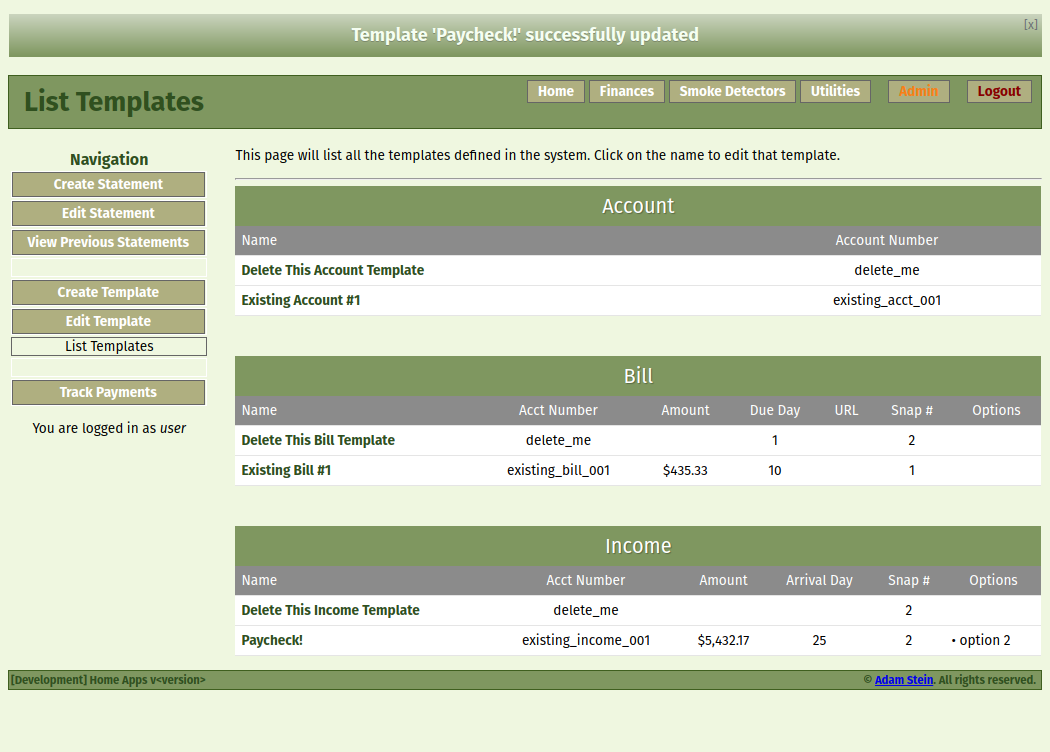 Template 'Paycheck!' successfully updated
[x]
List Templates
Home Finances Smoke Detectors Utilities Admin Logout
Navigation
Create Statement
Edit Statement
View Previous Statements
Create Template
Edit Template
List Templates
Track Payments
You are logged in as user
This page will list all the templates defined in the system. Click on the name to edit that template.
Account
Name Account Number
Delete This Account Template delete_me
Existing Account #1 existing_acct_001
Bill
Name Acct Number Amount Due Day URL Snap # Options
Delete This Bill Template delete_me 1 2
Existing Bill #1 existing_bill_001 $435.33 10 1
Income
Name Acct Number Amount Arrival Day Snap # Options
Delete This Income Template delete_me 2
Paycheck! existing_income_001 $5,432.17 25 2 • option 2
[Development] Home Apps v<version>
© Adam Stein. All rights reserved.